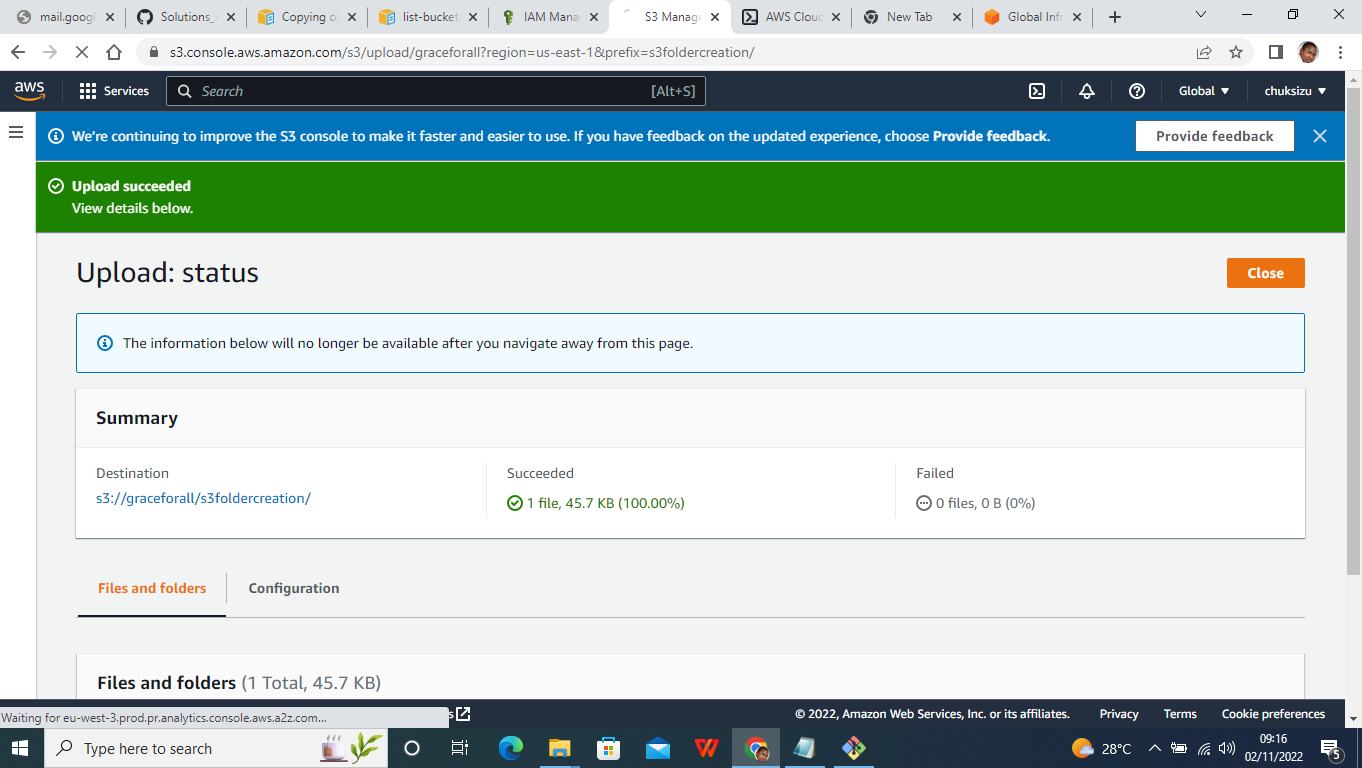 mail.googl
Solutions_
Copying o
list-bucket
IAM Mana
S3 Manage
AWS Clou
New Tab
Global Infr
s3.console.aws.amazon.com/s3/upload/graceforall?region=us-east-1&prefix=s3foldercreation/
aws
Services
Search
[Alt+S]
Global
chuksizu
We're continuing to improve the S3 console to make it faster and easier to use. If you have feedback on the updated experience, choose Provide feedback.
Provide feedback
Upload succeeded
View details below.
Upload: status
Close
The information below will no longer be available after you navigate away from this page.
Summary
Destination
s3://graceforall/s3foldercreation/
Succeeded
1 file, 45.7 KB (100.00%)
Failed
0 files, 0 B (0%)
Files and folders
Configuration
Files and folders (1 Total, 45.7 KB)
Waiting for eu-west-3.prod.pr.analytics.console.aws.a2z.com...
© 2022, Amazon Web Services, Inc. or its affiliates.
Privacy
Terms
Cookie preferences
Type here to search
28°C
09:16
02/11/2022
5